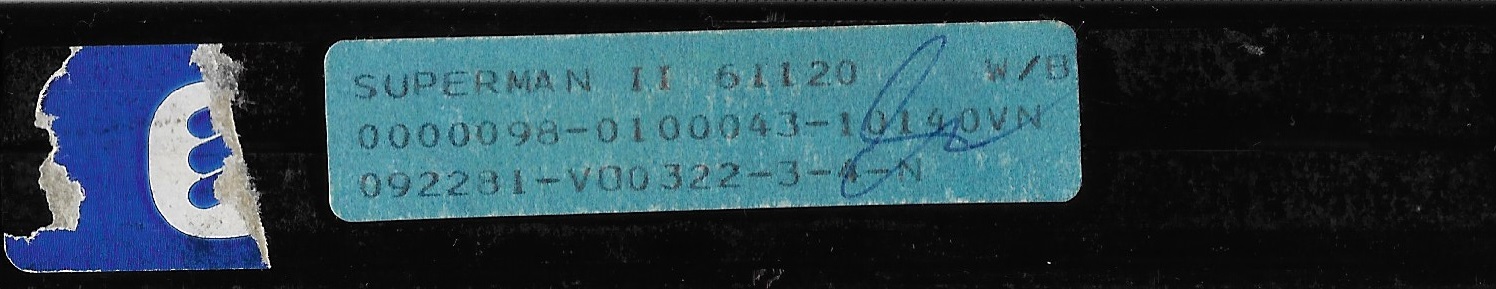 SUPERMAN II 61120 W/B
0000098-0100043-10140VN
092281-V00322-3-4-N